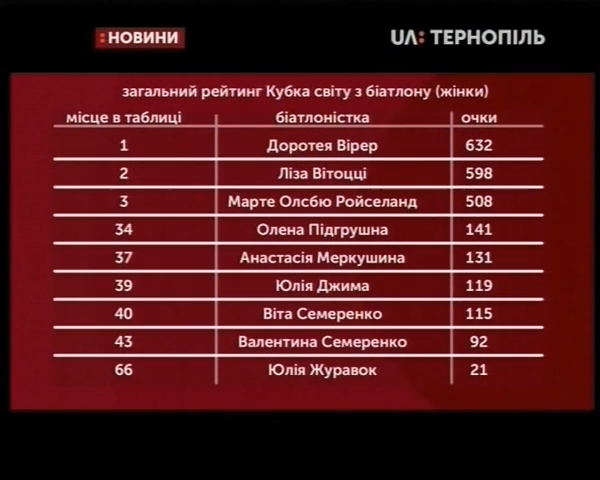 :НОВИНИ
UA: ТЕРНОПІЛЬ
загальний рейтинг Кубка світу з біатлону (жінки)
місце в таблиці біатлоністка очки
1 Доротея Вірер 632
2 Ліза Вітоцці 598
3 Марте Олсбю Ройселанд 508
34 Олена Підгрушна 141
37 Анастасія Меркушина 131
39 Юлія Джима 119
40 Віта Семеренко 115
43 Валентина Семеренко 92
66 Юлія Журавок 21